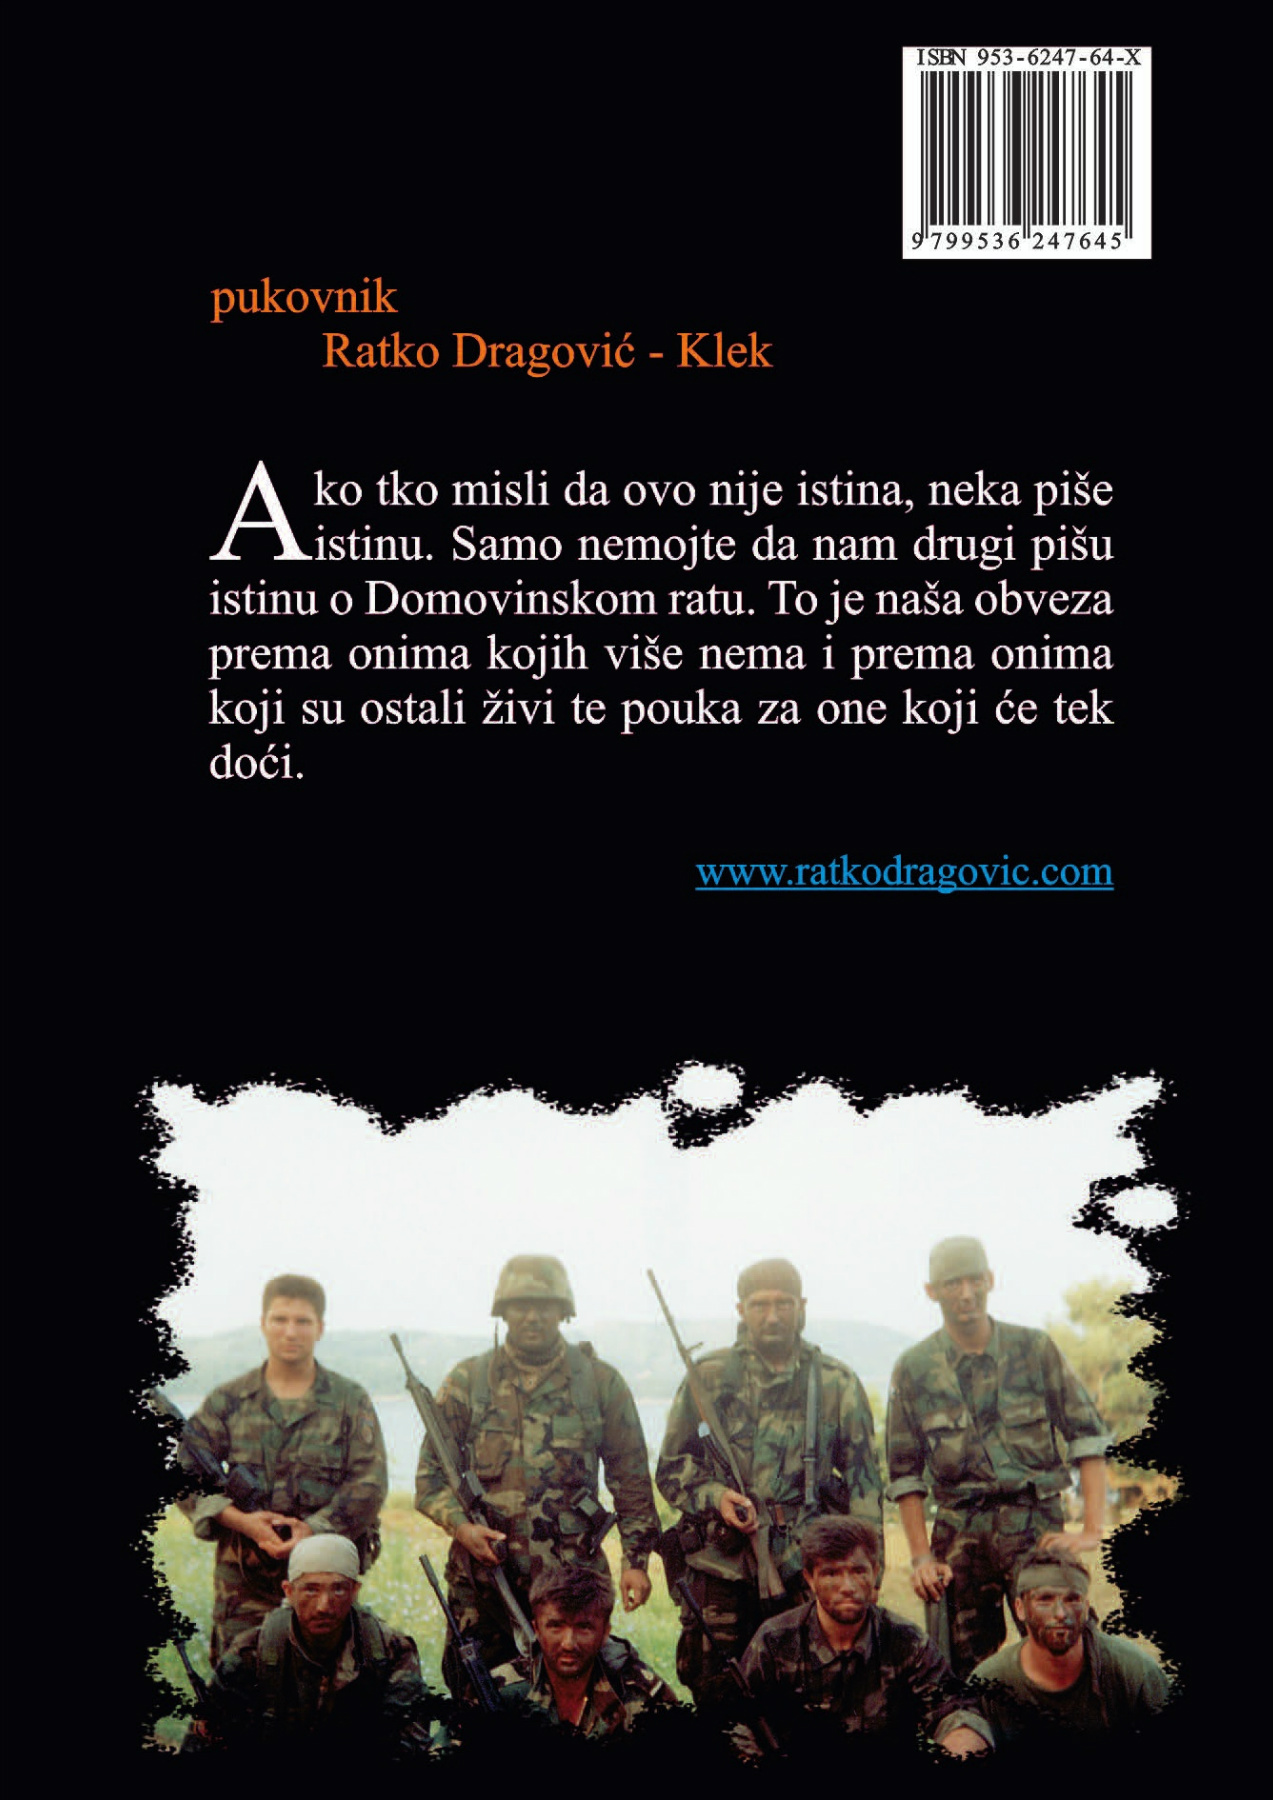 ISBN 953-6247-64-X
9 799536 247645
pukovnik
Ratko Dragović - Klek
Ako tko misli da ovo nije istina, neka piše
istinu. Samo nemojte da nam drugi pišu
istinu o Domovinskom ratu. To je naša obveza
prema onima kojih više nema i prema onima
koji su ostali živi te pouka za one koji će tek
doći.
www.ratkodragovic.com